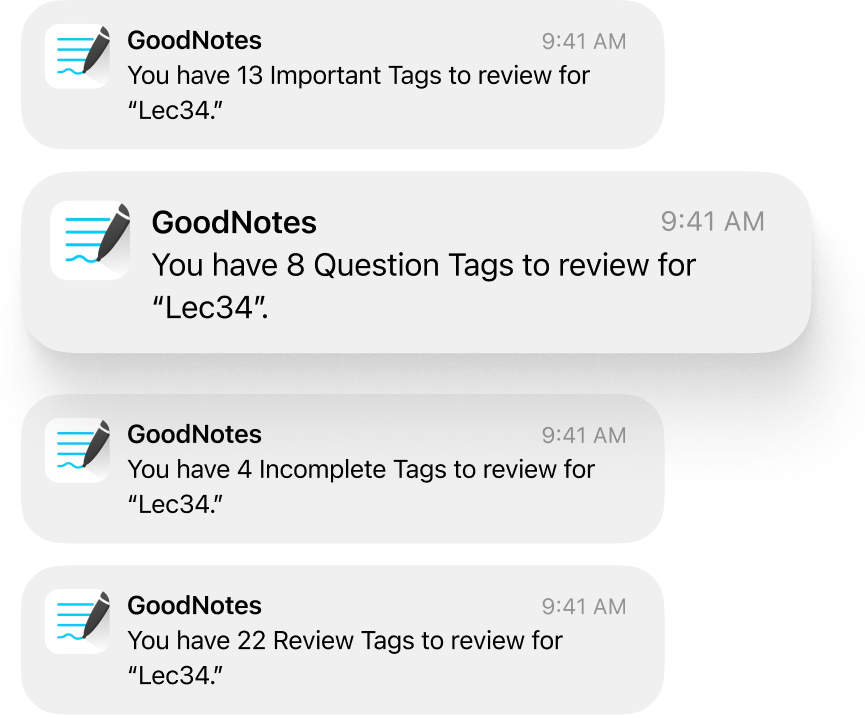 GoodNotes 9:41 AM
You have 13 Important Tags to review for
“Lec34.”
GoodNotes 9:41 AM
You have 8 Question Tags to review for
“Lec34”.
GoodNotes 9:41 AM
You have 4 Incomplete Tags to review for
“Lec34.”
GoodNotes 9:41 AM
You have 22 Review Tags to review for
“Lec34.”